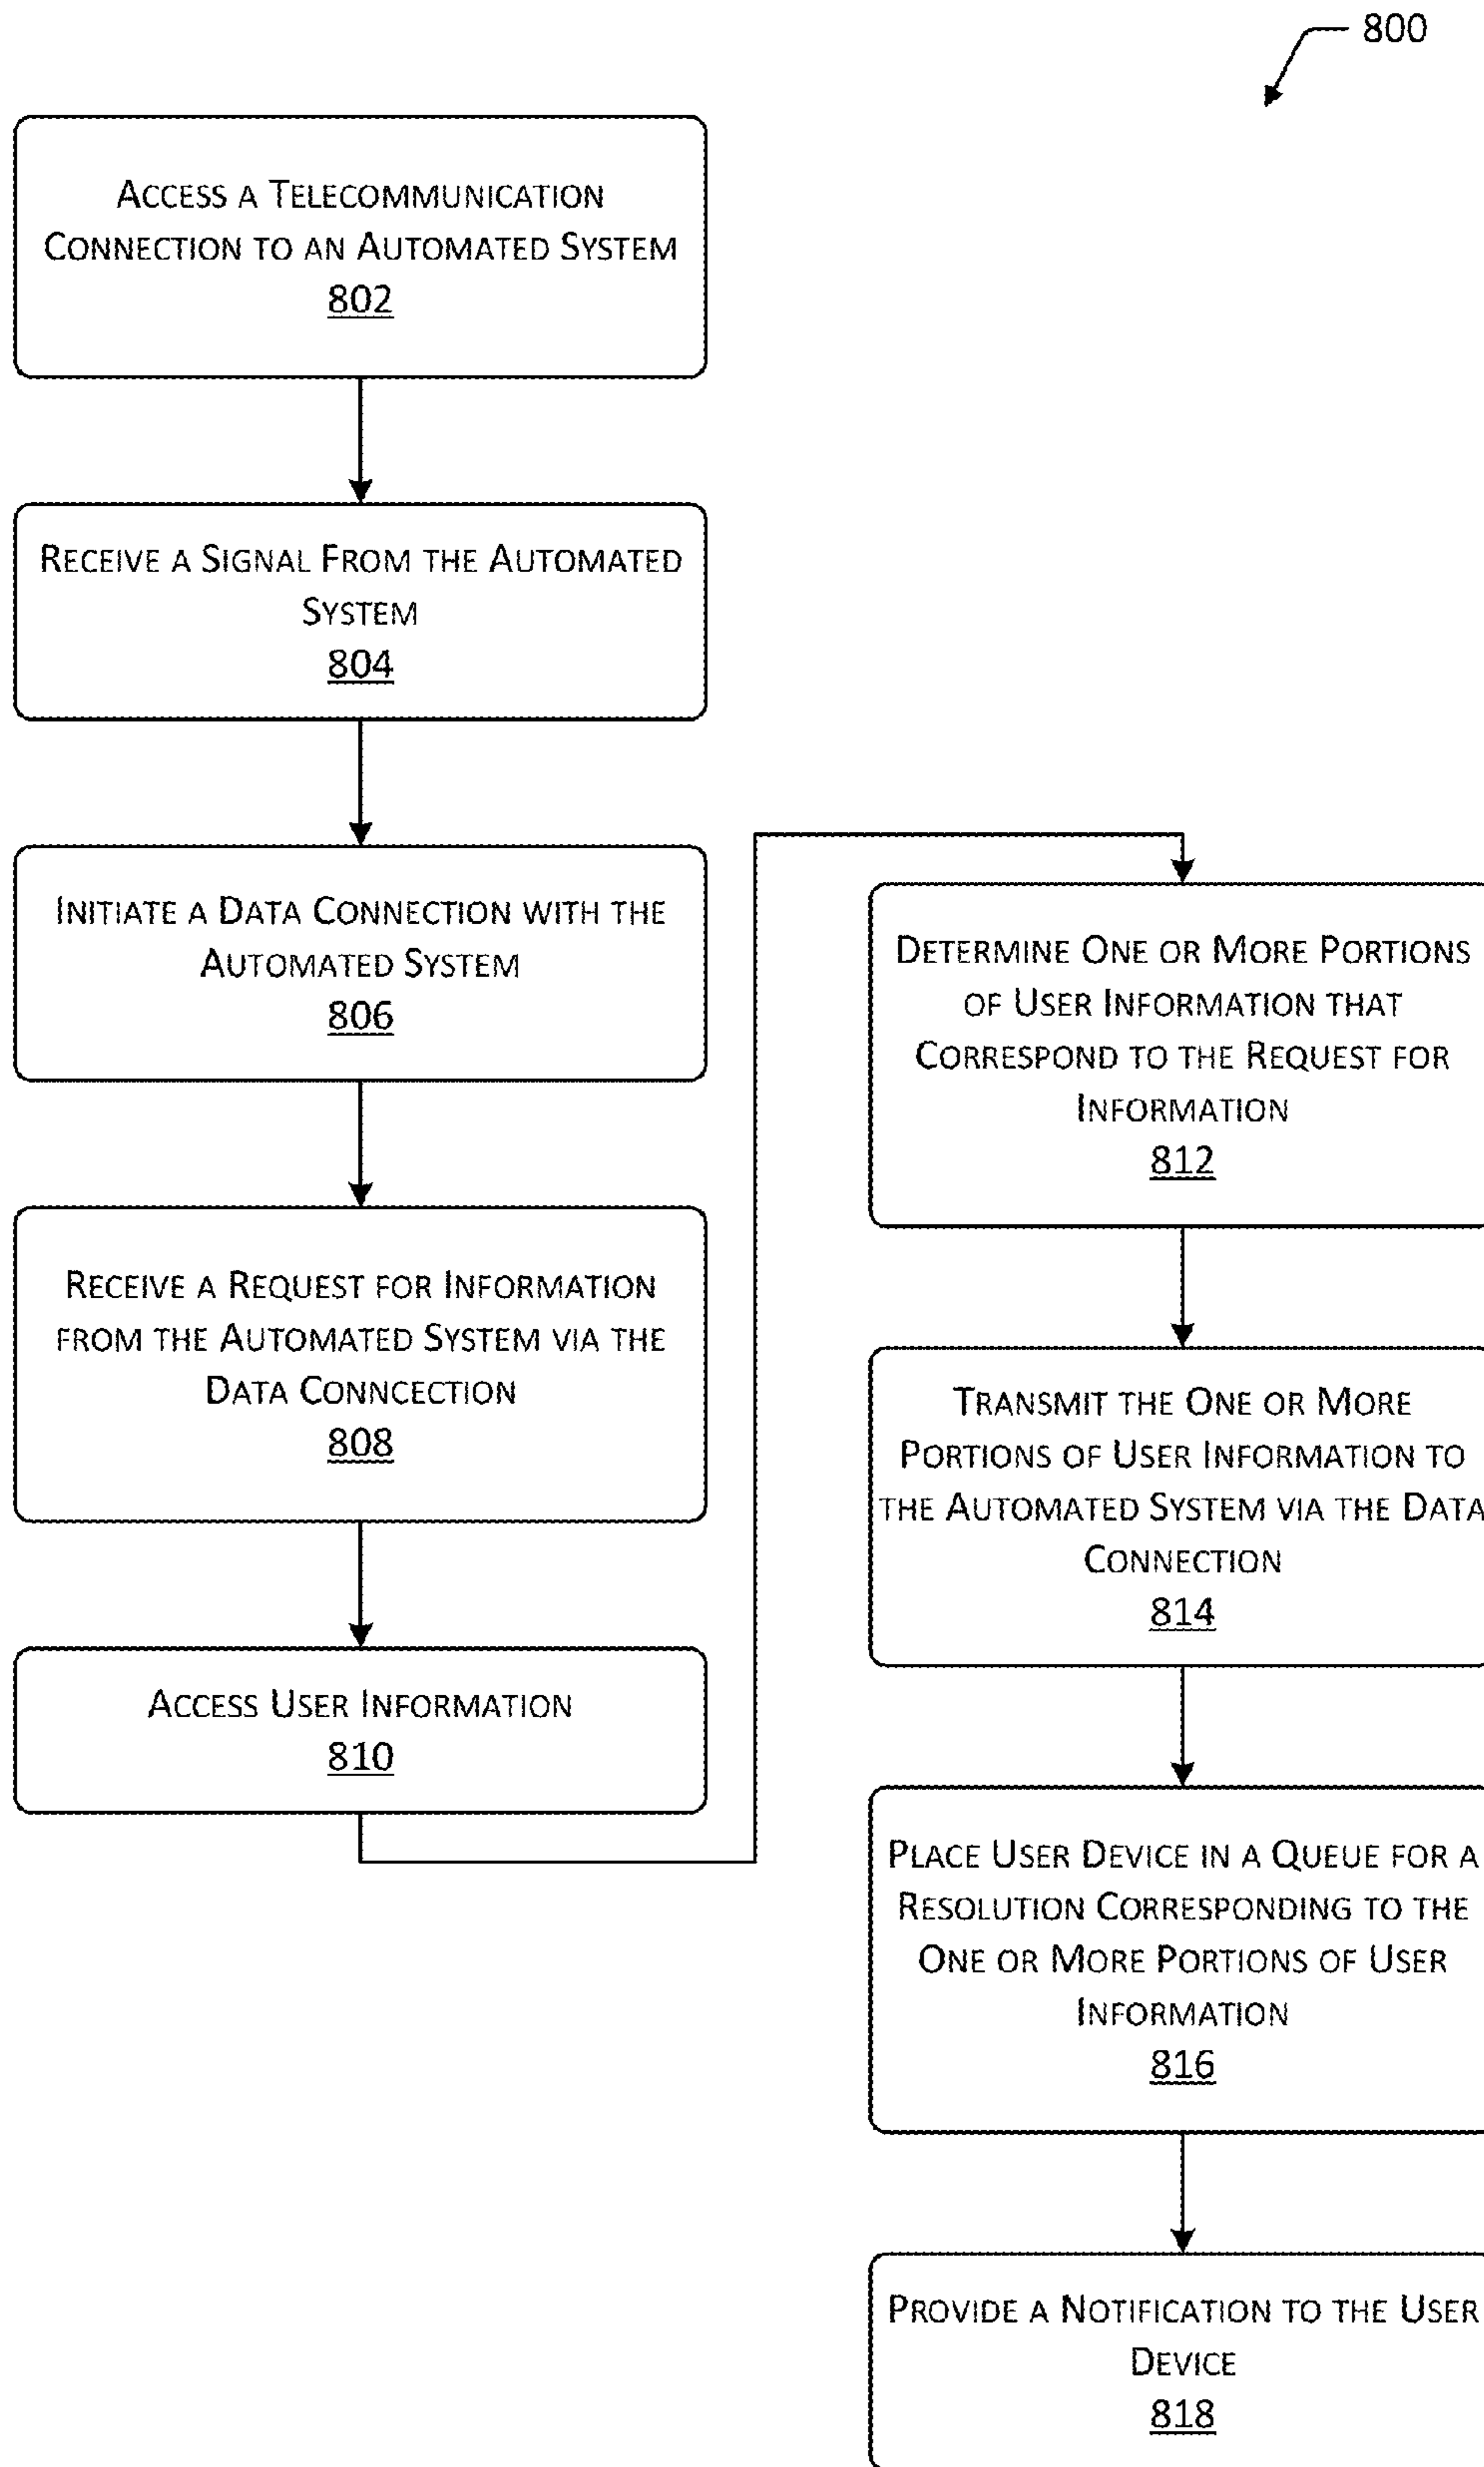 800
ACCESS A TELECOMMUNICATION
CONNECTION TO AN AUTOMATED SYSTEM
802
RECEIVE A SIGNAL FROM THE AUTOMATED
SYSTEM
804
INITIATE A DATA CONNECTION WITH THE
AUTOMATED SYSTEM
806
RECEIVE A REQUEST FOR INFORMATION
FROM THE AUTOMATED SYSTEM VIA THE
DATA CONNCECTION
808
ACCESS USER INFORMATION
810
DETERMINE ONE OR MORE PORTIONS
OF USER INFORMATION THAT
CORRESPOND TO THE REQUEST FOR
INFORMATION
812
TRANSMIT THE ONE OR MORE
PORTIONS OF USER INFORMATION TO
THE AUTOMATED SYSTEM VIA THE DATA
CONNECTION
814
PLACE USER DEVICE IN A QUEUE FOR A
RESOLUTION CORRESPONDING TO THE
ONE OR MORE PORTIONS OF USER
INFORMATION
816
PROVIDE A NOTIFICATION TO THE USER
DEVICE
818